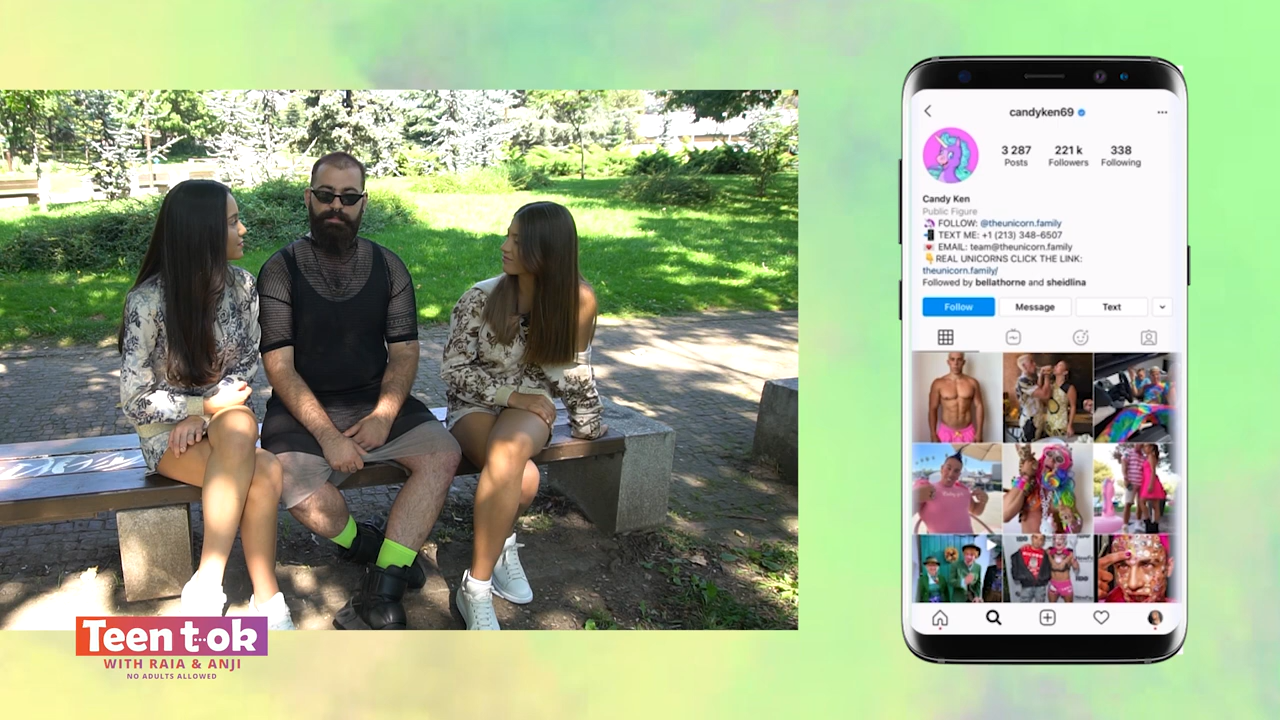 candyken69
3 287
221 k
338
Posts
Followers
Following
Candy Ken
Public Figure
FOLLOW: @theunicorn.family
TEXT ME: +1 (213) 348-6507
EMAIL: team@theunicorn.family
REAL UNICORNS CLICK THE LINK:
theunicorn.family/
Followed by bellathorne and sheidlina
Follow
Message
Text
Teen t..ok
WITH RAIA & ANJI
NO ADULTS ALLOWED